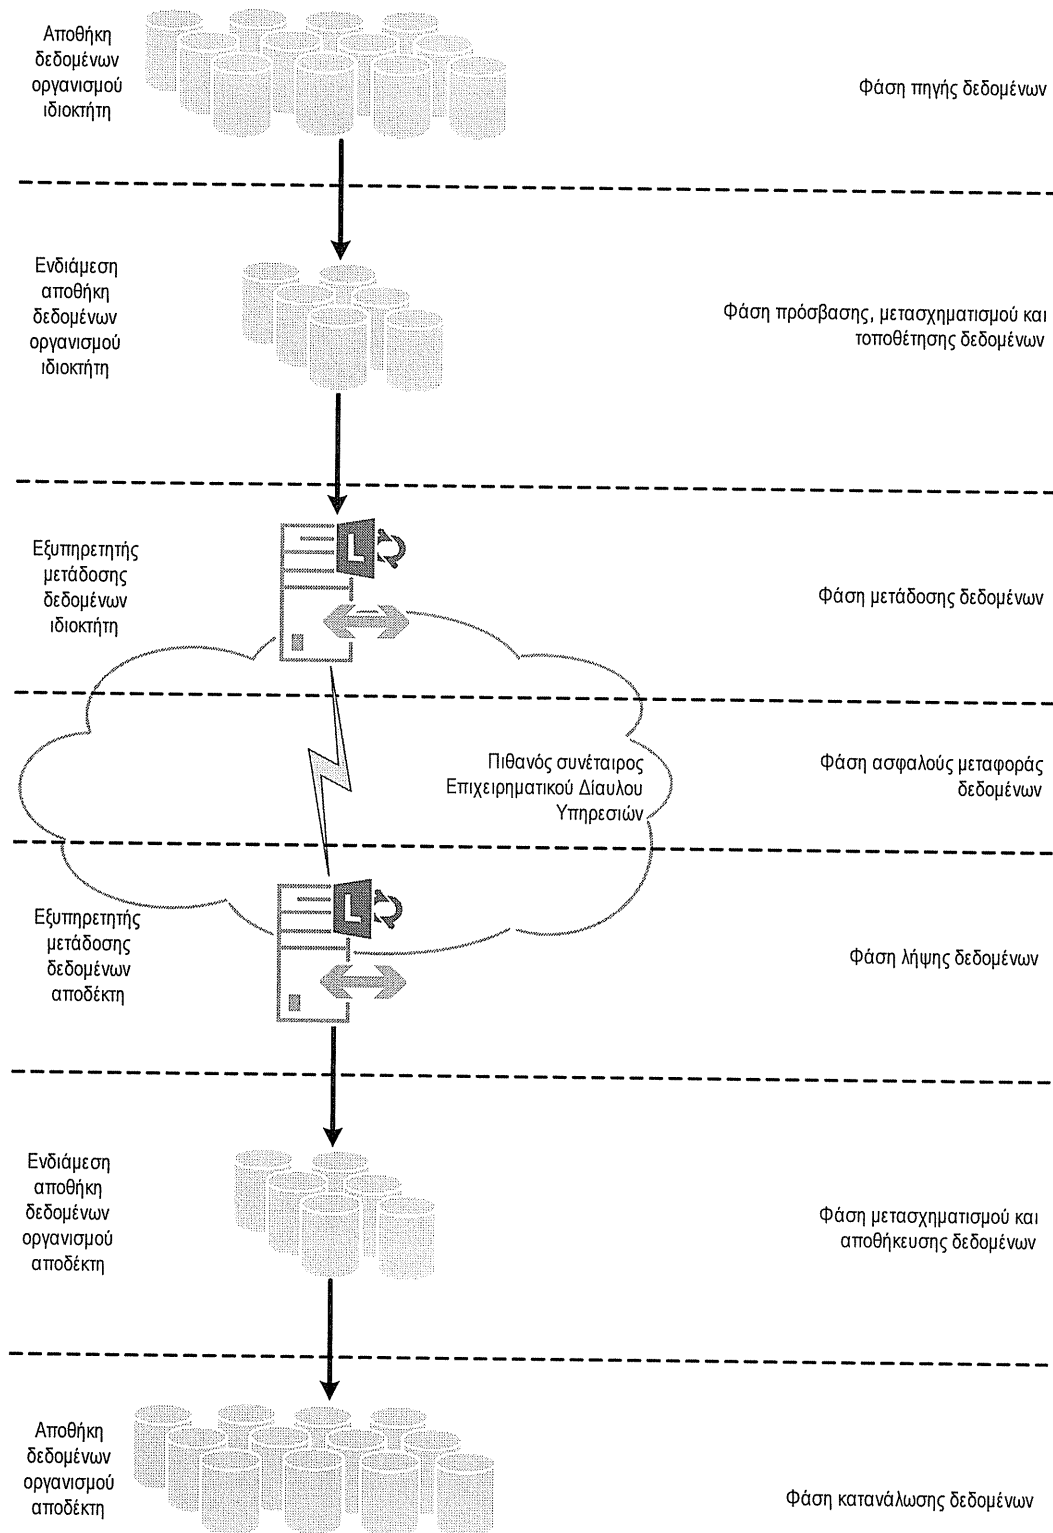 Αποθήκη
δεδομένων
οργανισμού
ιδιοκτήτη
Φάση πηγής δεδομένων
Ενδιάμεση
αποθήκη
δεδομένων
οργανισμού
ιδιοκτήτη
Φάση πρόσβασης, μετασχηματισμού και
τοποθέτησης δεδομένων
Εξυπηρετητής
μετάδοσης
δεδομένων
ιδιοκτήτη
L
Φάση μετάδοσης δεδομένων
Πιθανός συνέταιρος
Επιχειρηματικού Δίαυλου
Υπηρεσιών
Φάση ασφαλούς μεταφοράς
δεδομένων
Εξυπηρετητής
μετάδοσης
δεδομένων
αποδέκτη
L
Φάση λήψης δεδομένων
Ενδιάμεση
αποθήκη
δεδομένων
οργανισμού
αποδέκτη
Φάση μετασχηματισμού και
αποθήκευσης δεδομένων
Αποθήκη
δεδομένων
οργανισμού
αποδέκτη
Φάση κατανάλωσης δεδομένων